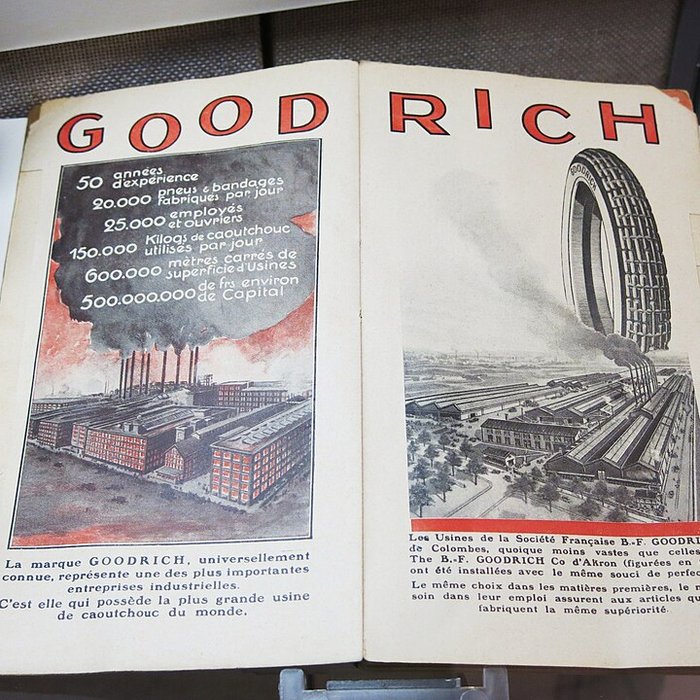 GOODRICH
50 années d'expérience
20.000 pneus & bandages fabriqués par jour
25.000 employés et ouvriers
150.000 Kilogs de caoutchouc utilisés par jour
600.000 mètres carrés de superficie d'Usines
500.000.000 de frs environ de Capital
La marque GOODRICH, universellement
connue, représente une des plus importantes
entreprises industrielles.
C'est elle qui possède la plus grande usine
de caoutchouc du monde.
GOODRICH
Les Usines de la Société Française B.-F. GOODRI
de Colombes, quoique moins vastes que celles
The B.-F. GOODRICH Co d'Akron (figurées en
ont été installées avec le même souci de perfec
Le même choix dans les matières premières, le
soin dans leur emploi assurent aux articles qu
fabriquent la même supériorité.